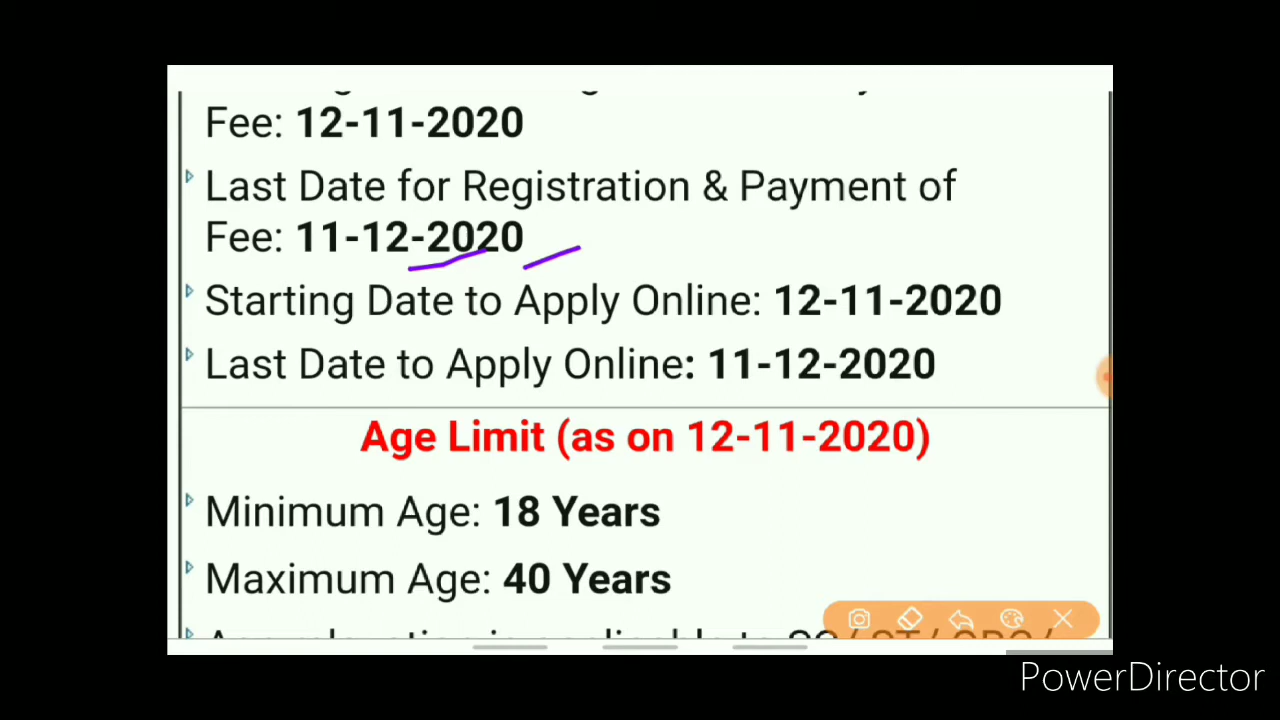 Fee: 12-11-2020
Last Date for Registration & Payment of
Fee: 11-12-2020
Starting Date to Apply Online: 12-11-2020
Last Date to Apply Online: 11-12-2020
Age Limit (as on 12-11-2020)
Minimum Age: 18 Years
Maximum Age: 40 Years
PowerDirector